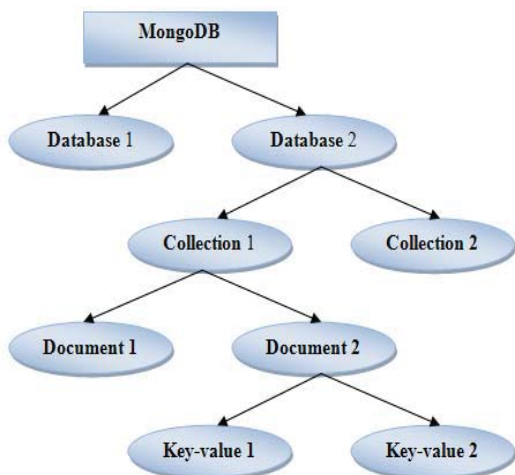 MongoDB
Database 1
Database 2
Collection 1
Collection 2
Document 1
Document 2
Key-value 1
Key-value 2